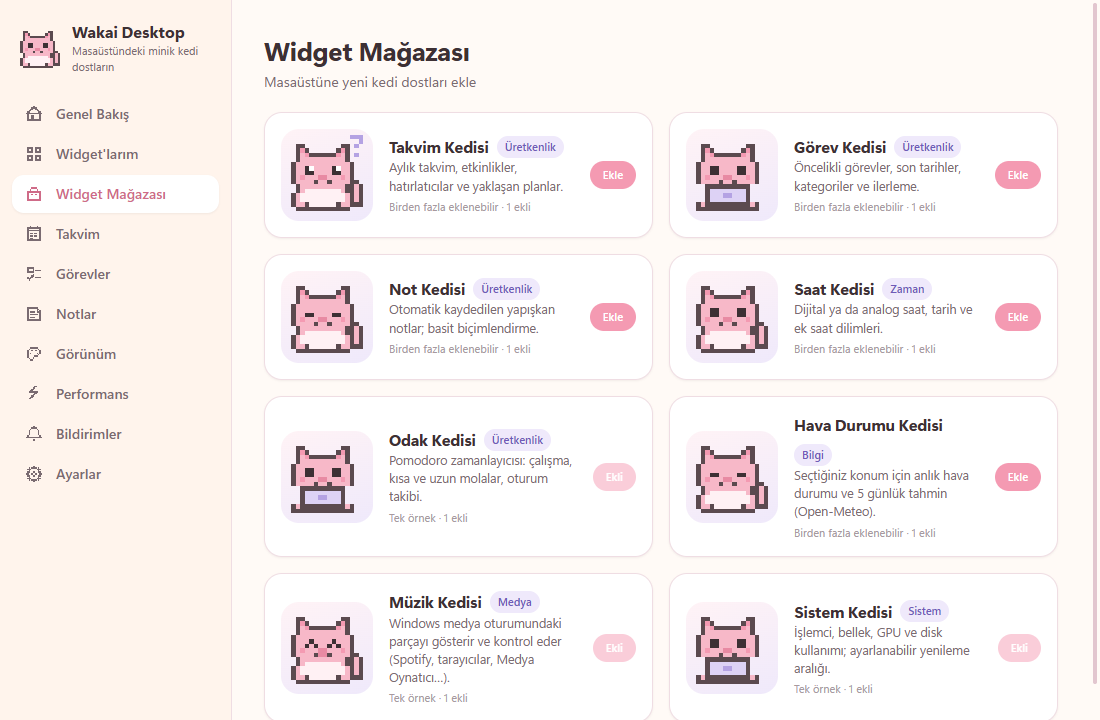 Wakai Desktop
Masaüstündeki minik kedi
dostların
Genel Bakış
Widget'larım
Widget Mağazası
Takvim
Görevler
Notlar
Görünüm
Performans
Bildirimler
Ayarlar
Widget Mağazası
Masaüstüne yeni kedi dostları ekle
Takvim Kedisi Üretkenlik
Aylık takvim, etkinlikler,
hatırlatıcılar ve yaklaşan planlar.
Birden fazla eklenebilir · 1 ekli
Ekle
Görev Kedisi Üretkenlik
Öncelikli görevler, son tarihler,
kategoriler ve ilerleme.
Birden fazla eklenebilir · 1 ekli
Ekle
Not Kedisi Üretkenlik
Otomatik kaydedilen yapışkan
notlar; basit biçimlendirme.
Birden fazla eklenebilir · 1 ekli
Ekle
Saat Kedisi Zaman
Dijital ya da analog saat, tarih ve
ek saat dilimleri.
Birden fazla eklenebilir · 1 ekli
Ekle
Odak Kedisi Üretkenlik
Pomodoro zamanlayıcısı: çalışma,
kısa ve uzun molalar, oturum
takibi.
Tek örnek · 1 ekli
Ekli
Hava Durumu Kedisi
Bilgi
Seçtiğiniz konum için anlık hava
durumu ve 5 günlük tahmin
(Open-Meteo).
Birden fazla eklenebilir · 1 ekli
Ekle
Müzik Kedisi Medya
Windows medya oturumundaki
parçayı gösterir ve kontrol eder
(Spotify, tarayıcılar, Medya
Oynatıcı...).
Tek örnek · 1 ekli
Ekli
Sistem Kedisi Sistem
İşlemci, bellek, GPU ve disk
kullanımı; ayarlanabilir yenileme
aralığı.
Tek örnek · 1 ekli
Ekli